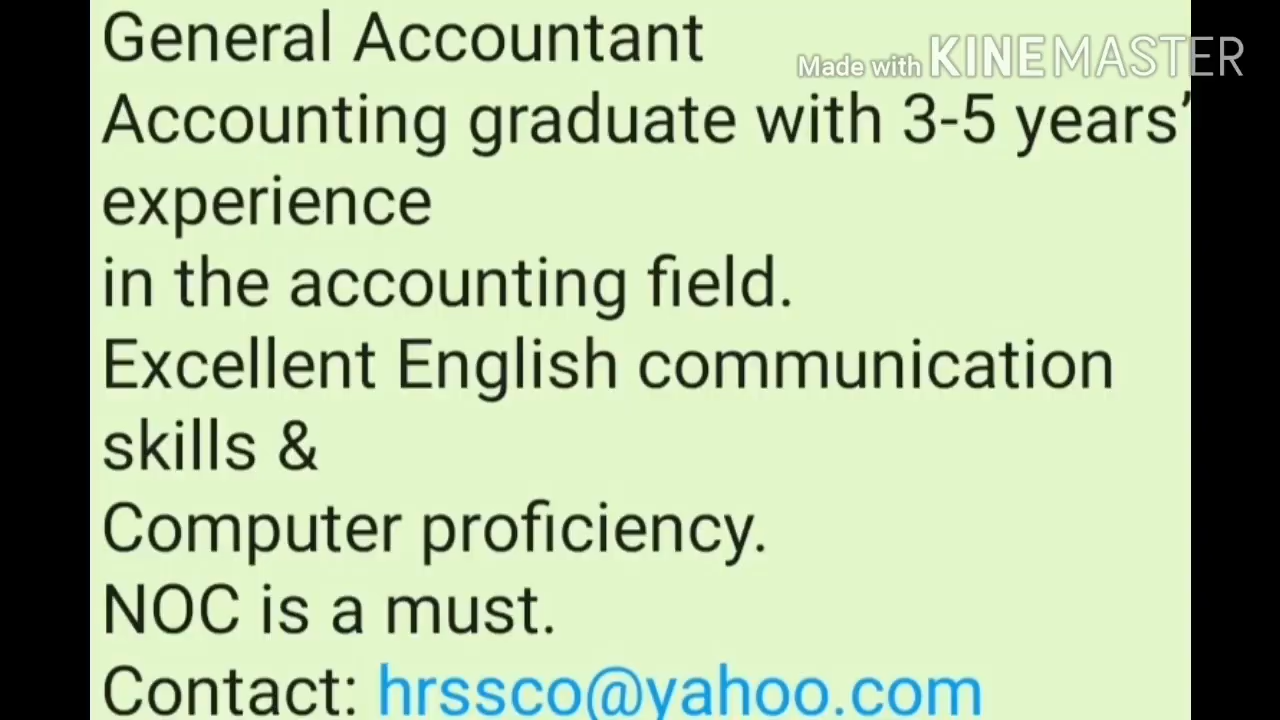 General Accountant
Made with KINEMASTER
Accounting graduate with 3-5 years’
experience
in the accounting field.
Excellent English communication
skills &
Computer proficiency.
NOC is a must.
Contact: hrssco@yahoo.com